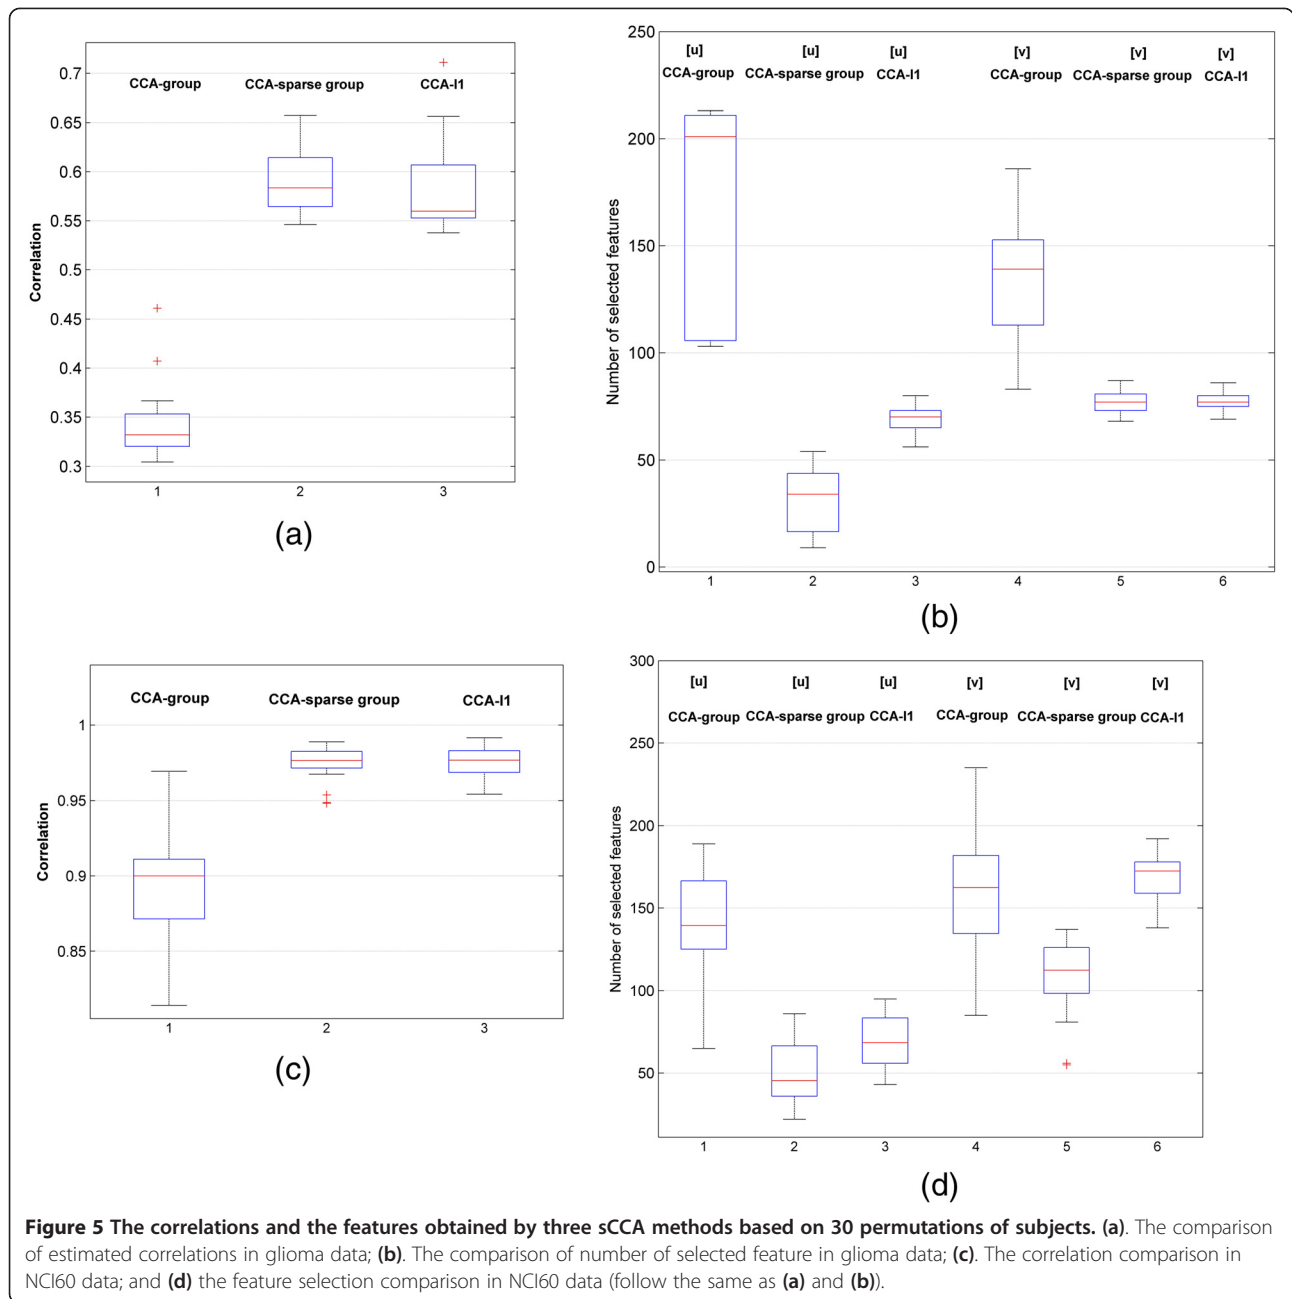 0.7
0.65
0.6
0.55
0.5
0.45
0.4
0.35
0.3
Correlation
CCA-group CCA-sparse group CCA-l1
1 2 3
(a)
250
200
150
100
50
0
Number of selected features
[u] [u] [u] [v] [v] [v]
CCA-group CCA-sparse group CCA-l1 CCA-group CCA-sparse group CCA-l1
1 2 3 4 5 6
(b)
1
0.95
0.9
0.85
Correlation
CCA-group CCA-sparse group CCA-l1
1 2 3
(c)
300
250
200
150
100
50
Number of selected features
[u] [u] [u] [v] [v] [v]
CCA-group CCA-sparse group CCA-l1 CCA-group CCA-sparse group CCA-l1
1 2 3 4 5 6
(d)
Figure 5 The correlations and the features obtained by three sCCA methods based on 30 permutations of subjects. (a). The comparison
of estimated correlations in glioma data; (b). The comparison of number of selected feature in glioma data; (c). The correlation comparison in
NCI60 data; and (d) the feature selection comparison in NCI60 data (follow the same as (a) and (b)).